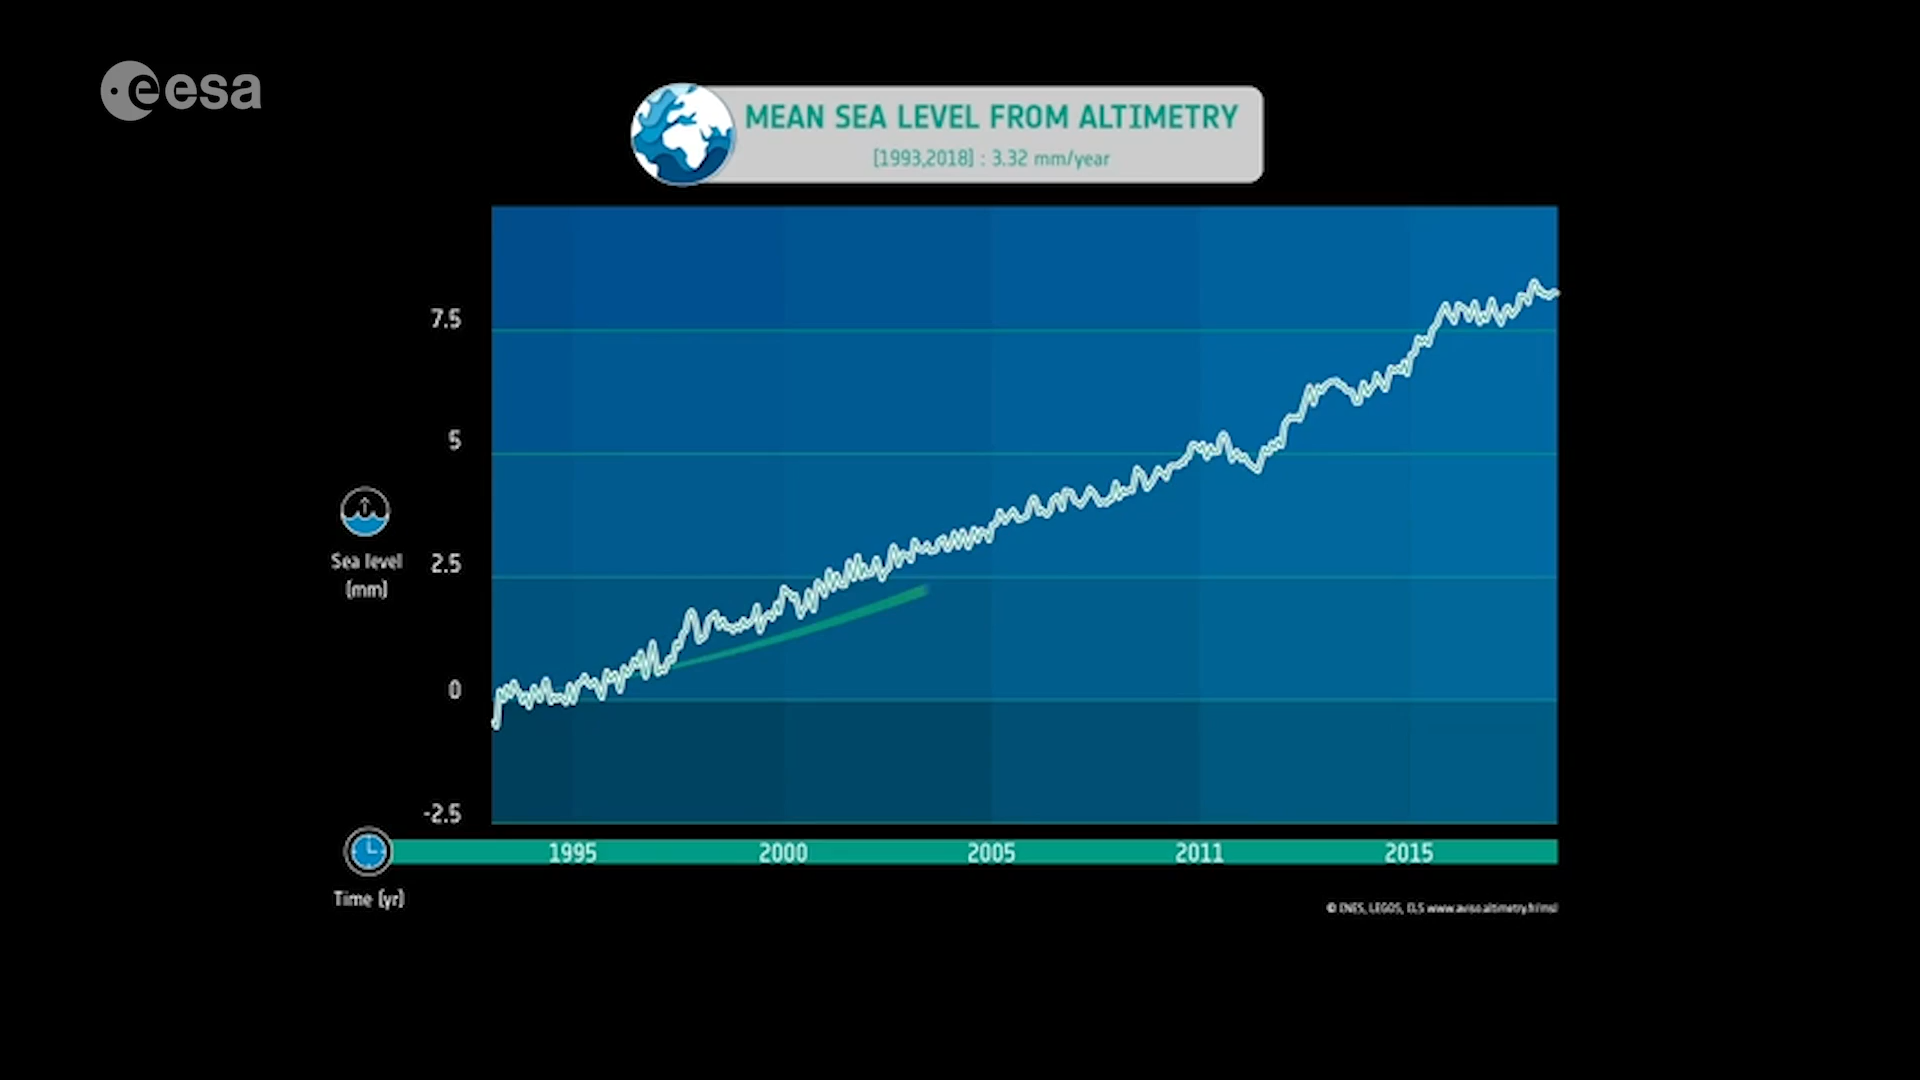 esa
MEAN SEA LEVEL FROM ALTIMETRY
[1993,2018] : 3.32 mm/year
7.5
5
2.5
0
-2.5
Sea level
(mm)
1995 2000 2005 2011 2015
Time (yr)
© CNES, LEGOS, CLS www.aviso.altimetry.fr/msl